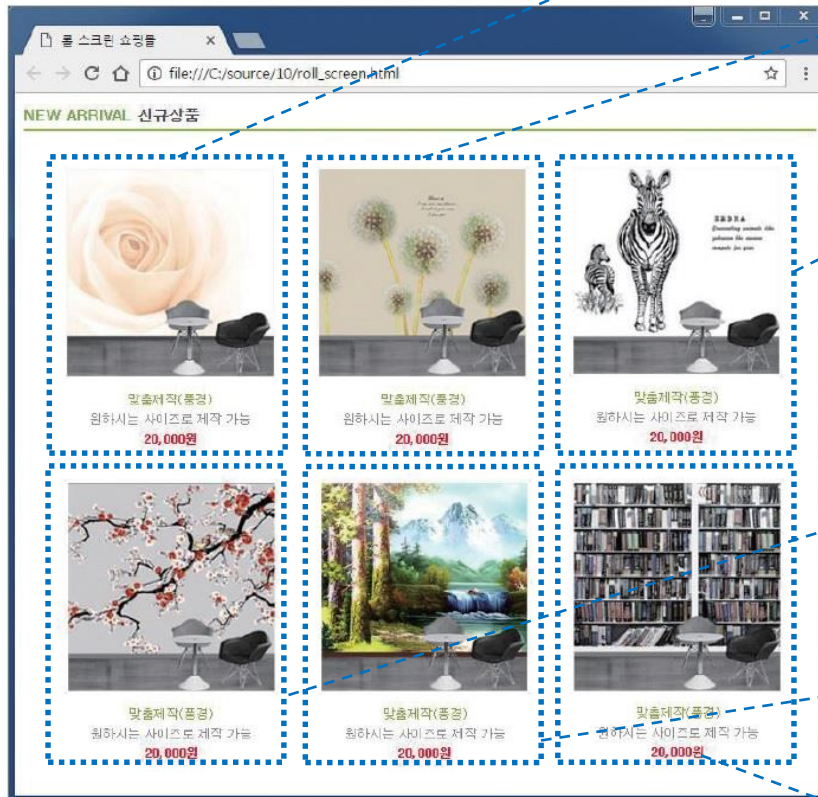 롤 스크린 쇼핑몰
file:///C:/source/10/roll_screen.html
NEW ARRIVAL 신규상품
ZEBRA
맞춤제작(풍경)
원하시는 사이즈로 제작 가능
20,000원
맞춤제작(풍경)
원하시는 사이즈로 제작 가능
20,000원
맞춤제작(풍경)
원하시는 사이즈로 제작 가능
20,000원
맞춤제작(풍경)
원하시는 사이즈로 제작 가능
20,000원
맞춤제작(풍경)
원하시는 사이즈로 제작 가능
20,000원
맞춤제작(풍경)
원하시는 사이즈로 제작 가능
20,000원